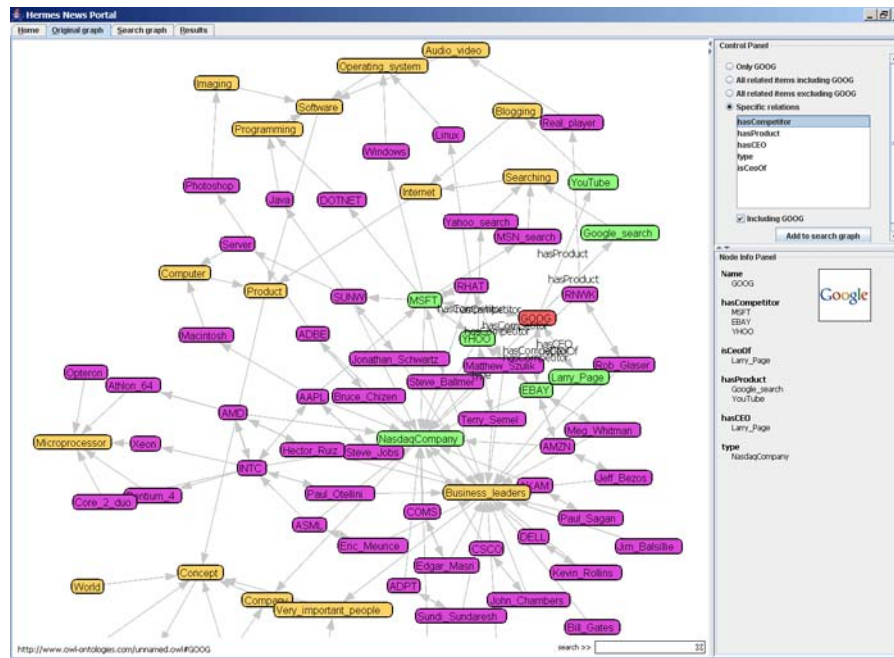 Hermes News Portal
Home Original graph Search graph Results
Audio_video
Operating_system
Imaging
Software
Blogging
Programming
Real_player
Linux
Windows
Searching
YouTube
Photoshop
Internet
Java
DOTNET
Yahoo_search
Google_search
MSN_search
Server
hasProduct
Computer
hasProduct
Product
SUNW
MSFT
RHAT
RNWK
GOOG
Macintosh
ADBE
YHOO
hasCEO
Jonathan_Schwartz
Matthew_Szulik
Rob_Glaser
Opteron
Athlon_64
type
Steve_Ballmer
Larry_Page
AAPL
Bruce_Chizen
EBAY
AMD
Terry_Semel
Meg_Whitman
Microprocessor
Xeon
NasdaqCompany
Hector_Ruiz
Steve_Jobs
AMZN
INTC
Jeff_Bezos
Core_2_duo
Pentium_4
Paul_Otellini
Business_leaders
AKAM
COMS
Paul_Sagan
ASML
Eric_Meurice
CSCO
DELL
Jim_Balsillie
Edgar_Masri
Concept
Kevin_Rollins
World
ADPT
John_Chambers
Company
Very_important_people
Sundi_Sundaresh
Bill_Gates
http://www.owl-ontologies.com/unnamed.owl#GOOG
search >>
Control Panel
Only GOOG
All related items including GOOG
All related items excluding GOOG
Specific relations
hasCompetitor
hasProduct
hasCEO
type
isCeoOf
Including GOOG
Add to search graph
Node Info Panel
Name
GOOG
Google
hasCompetitor
MSFT
EBAY
YHOO
isCeoOf
Larry_Page
hasProduct
Google_search
YouTube
hasCEO
Larry_Page
type
NasdaqCompany